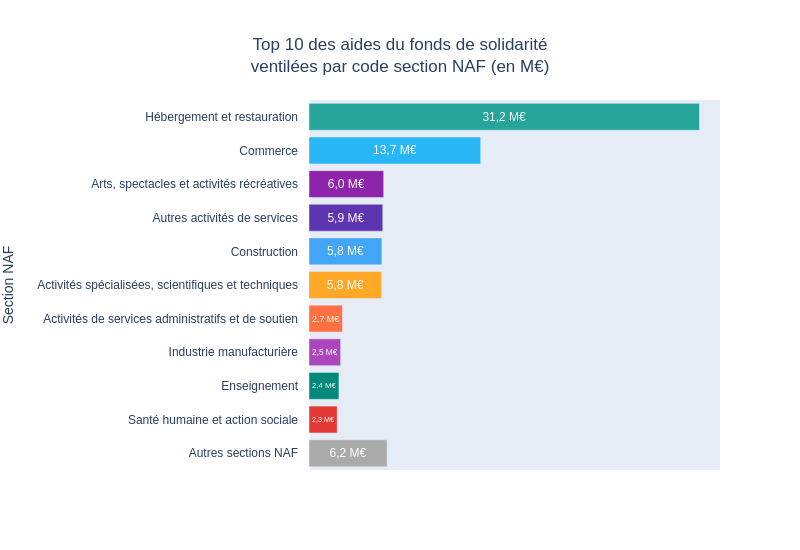 Top 10 des aides du fonds de solidarité
ventilées par code section NAF (en M€)
Section NAF
Hébergement et restauration 31,2 M€
Commerce 13,7 M€
Arts, spectacles et activités récréatives 6,0 M€
Autres activités de services 5,9 M€
Construction 5,8 M€
Activités spécialisées, scientifiques et techniques 5,8 M€
Activités de services administratifs et de soutien 2,7 M€
Industrie manufacturière 2,5 M€
Enseignement 2,4 M€
Santé humaine et action sociale 2,3 M€
Autres sections NAF 6,2 M€